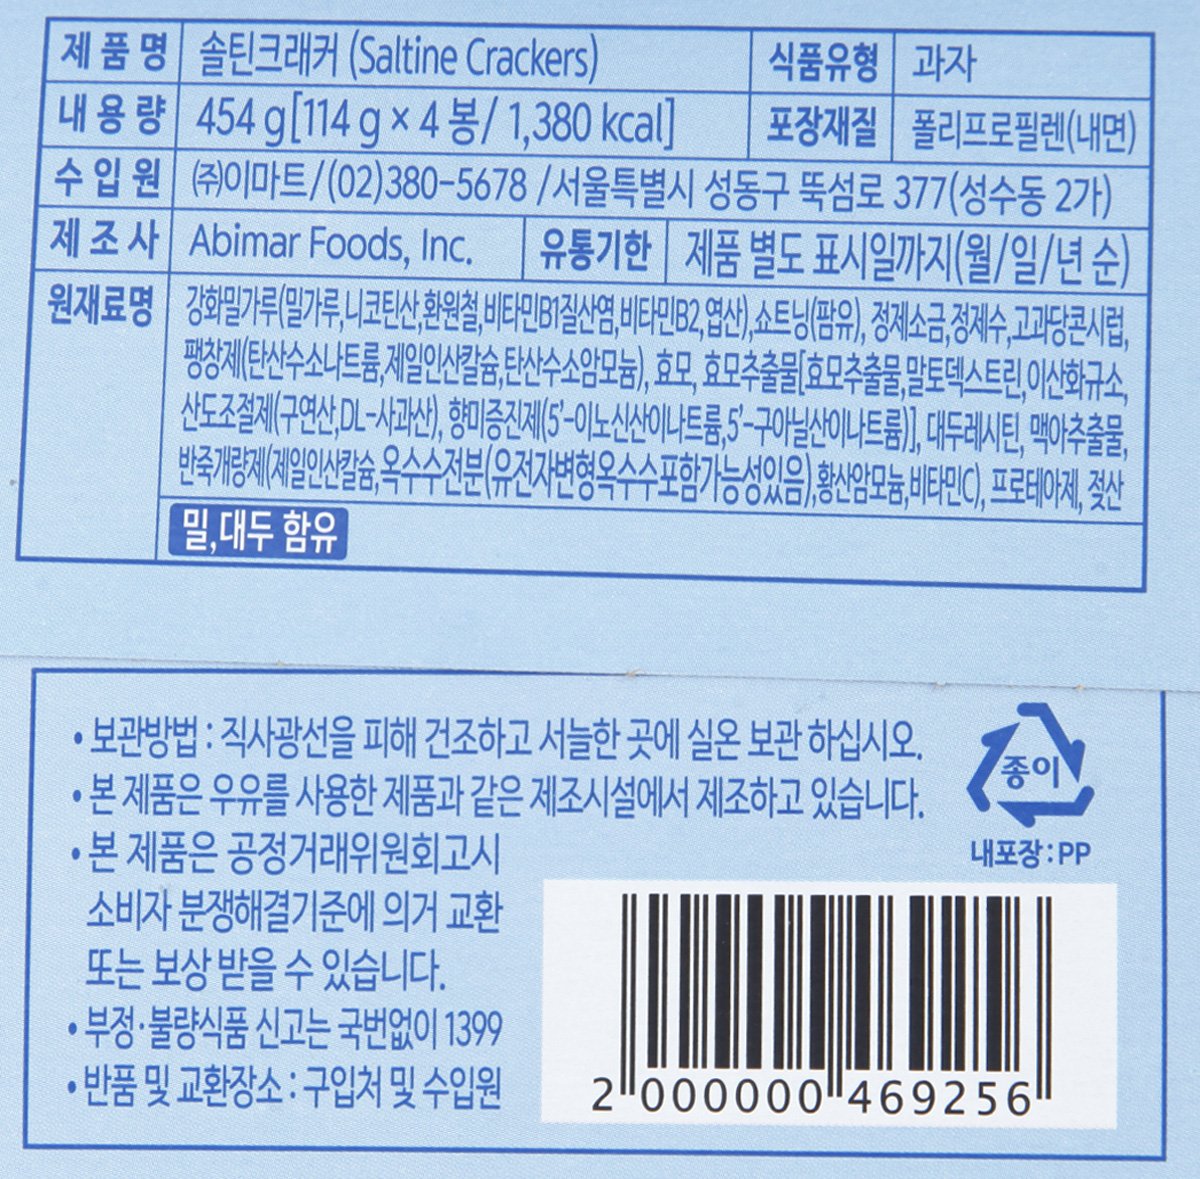 제품명 솔틴크래커 (Saltine Crackers) 식품유형 과자
내용량 454 g[114 g × 4 봉/ 1,380 kcal] 포장재질 폴리프로필렌(내면)
수입원 ㈜이마트/(02)380-5678 /서울특별시 성동구 뚝섬로 377(성수동 2가)
제조사 Abimar Foods, Inc. 유통기한 제품 별도 표시일까지(월/일/년 순)
원재료명 강화밀가루(밀가루,니코틴산,환원철,비타민B1질산염,비타민B2,엽산),쇼트닝(팜유), 정제소금,정제수,고과당콘시럽,
팽창제(탄산수소나트륨,제일인산칼슘,탄산수소암모늄), 효모, 효모추출물[효모추출물,말토덱스트린,이산화규소,
산도조절제(구연산,DL-사과산), 향미증진제(5'-이노신산이나트륨,5'-구아닐산이나트륨)], 대두레시틴, 맥아추출물,
반죽개량제(제일인산칼슘,옥수수전분(유전자변형옥수수포함가능성있음),황산암모늄,비타민C), 프로테아제, 젖산
밀,대두 함유
• 보관방법 : 직사광선을 피해 건조하고 서늘한 곳에 실온 보관 하십시오.
• 본 제품은 우유를 사용한 제품과 같은 제조시설에서 제조하고 있습니다.
종이
내포장 : PP
• 본 제품은 공정거래위원회고시
소비자 분쟁해결기준에 의거 교환
또는 보상 받을 수 있습니다.
• 부정·불량식품 신고는 국번없이 1399
• 반품 및 교환장소 : 구입처 및 수입원
2 000000 469256